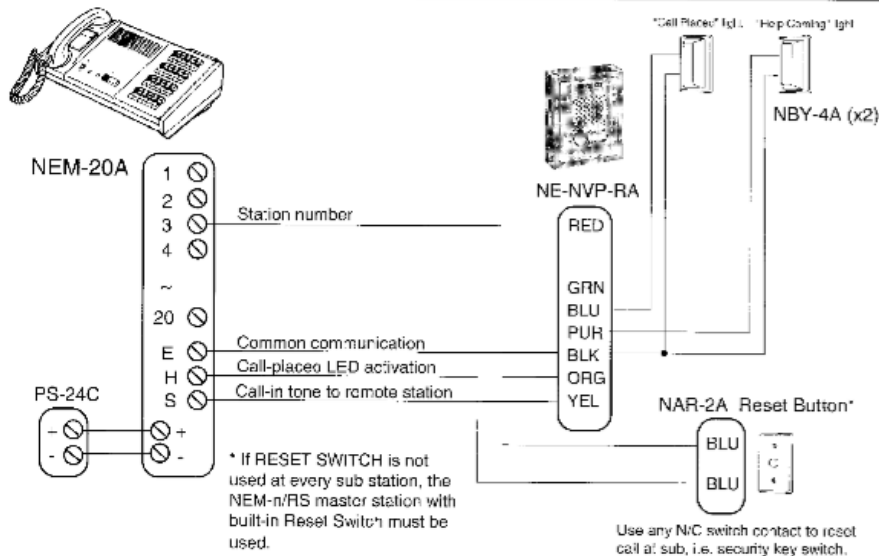 "Call Placed" light
"Help Coming" light
NBY-4A (x2)
NEM-20A
NE-NVP-RA
1
2
3
4
~
20
E
H
S
+
-
Station number
Common communication
Call-placed LED activation
Call-in tone to remote station
RED
GRN
BLU
PUR
BLK
ORG
YEL
PS-24C
+
-
NAR-2A Reset Button*
BLU
BLU
* If RESET SWITCH is not
used at every sub station, the
NEM-n/RS master station with
built-in Reset Switch must be
used.
Use any N/C switch contact to reset
call at sub, i.e. security key switch.